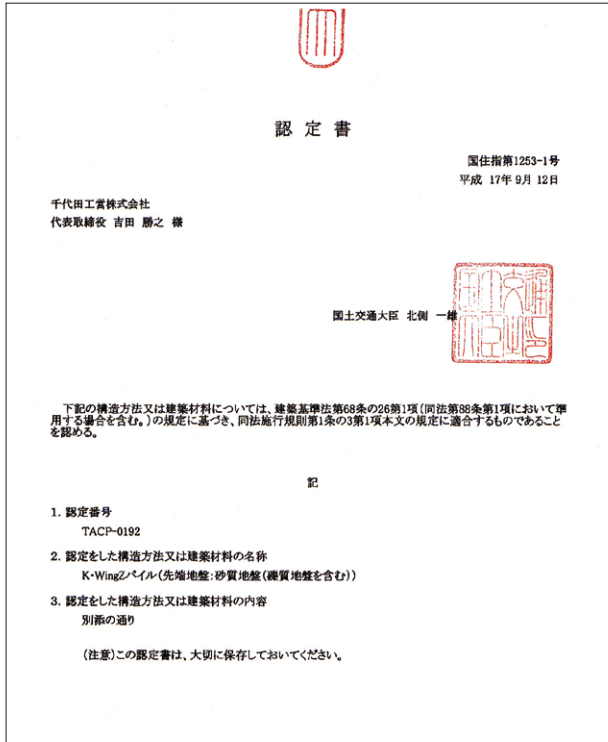 認定書
国住指第1253-1号
平成 17年 9月 12日
千代田工営株式会社
代表取締役 吉田 勝之 様
国土交通大臣 北側 一雄
下記の構造方法又は建築材料については、建築基準法第68条の26第1項(同法第88条第1項において準
用する場合を含む。)の規定に基づき、同法施行規則第1条の3第1項本文の規定に適合するものであること
を認める。
記
1. 認定番号
TACP-0192
2. 認定をした構造方法又は建築材料の名称
K・WingZパイル(先端地盤:砂質地盤(礫質地盤を含む))
3. 認定をした構造方法又は建築材料の内容
別添の通り
(注意)この認定書は、大切に保存しておいてください。